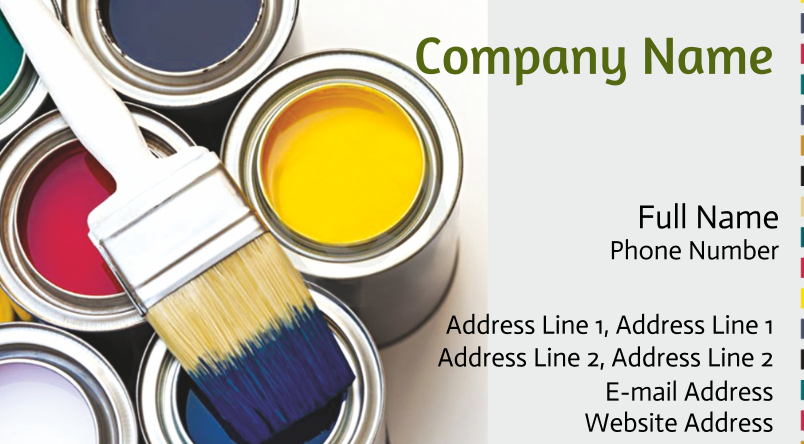 Company Name
Full Name
Phone Number
Address Line 1, Address Line 1
Address Line 2, Address Line 2
E-mail Address
Website Address